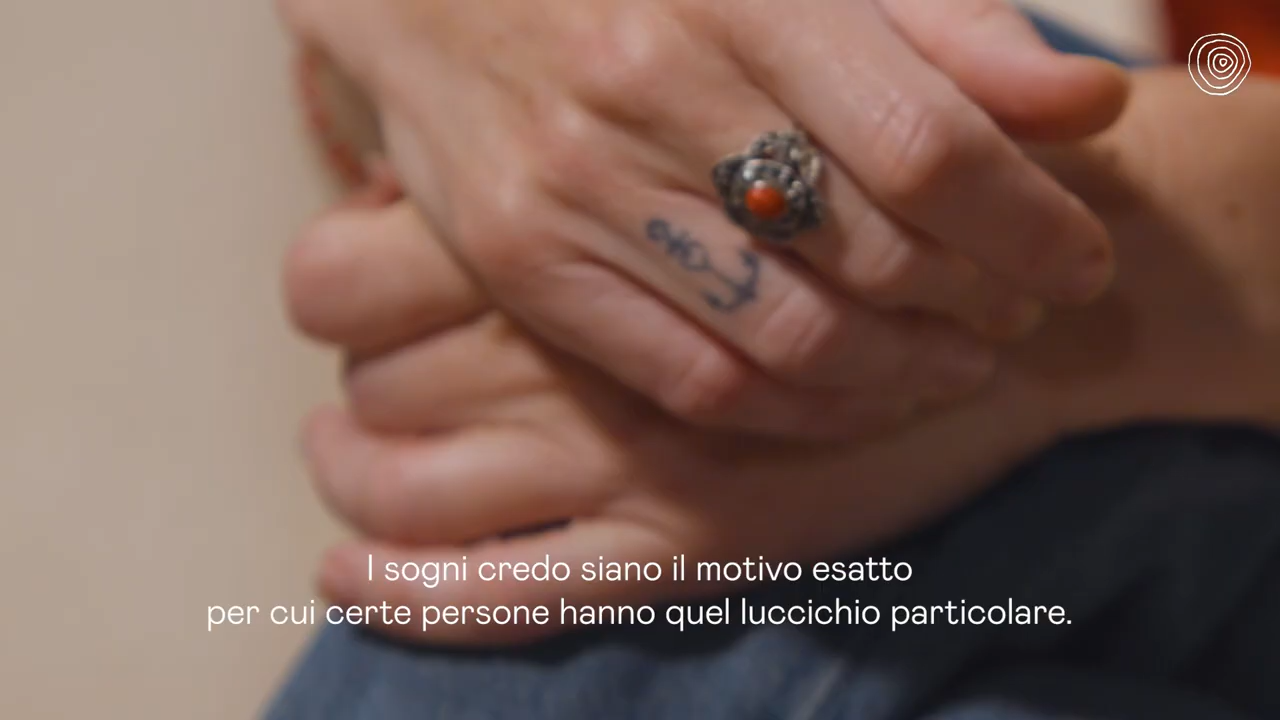 I sogni credo siano il motivo esatto
per cui certe persone hanno quel luccichio particolare.